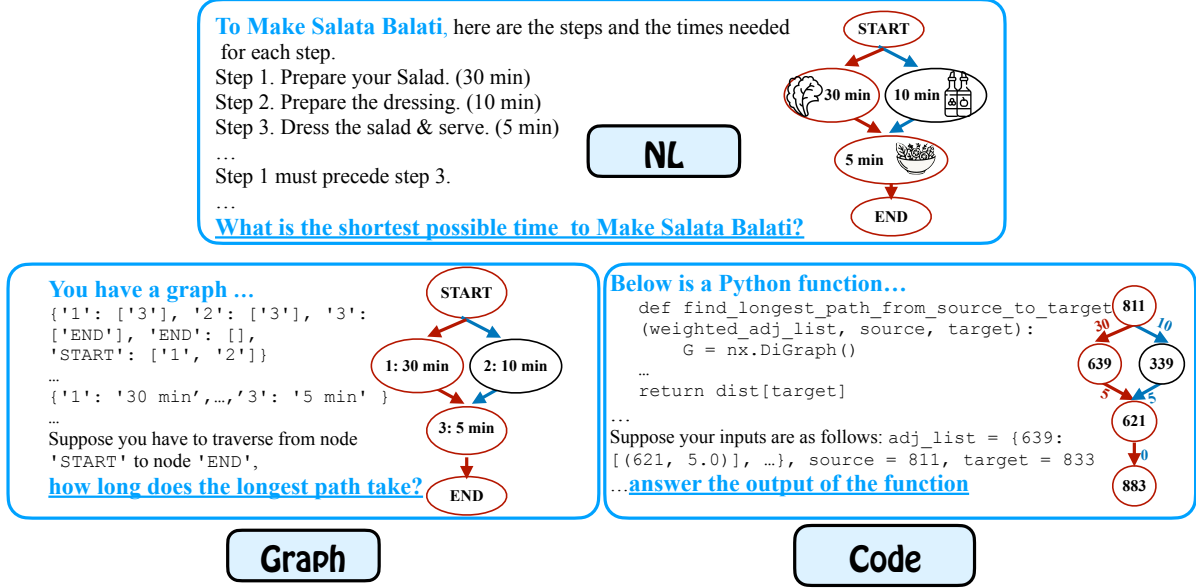 To Make Salata Balati, here are the steps and the times needed
for each step.
Step 1. Prepare your Salad. (30 min)
Step 2. Prepare the dressing. (10 min)
Step 3. Dress the salad & serve. (5 min)
…
Step 1 must precede step 3.
…
What is the shortest possible time to Make Salata Balati?
NL
START
30 min
10 min
5 min
END
You have a graph …
{'1': ['3'], '2': ['3'], '3':
['END'], 'END': [],
'START': ['1', '2']}
…
{'1': '30 min',…,'3': '5 min' }
…
Suppose you have to traverse from node
'START' to node 'END',
how long does the longest path take?
START
1: 30 min
2: 10 min
3: 5 min
END
Graph
Below is a Python function…
def find_longest_path_from_source_to_target
(weighted_adj_list, source, target):
G = nx.DiGraph()
…
return dist[target]
…
Suppose your inputs are as follows: adj_list = {639:
[(621, 5.0)], …}, source = 811, target = 833
…answer the output of the function
811
30
10
639
339
5
5
621
0
883
Code